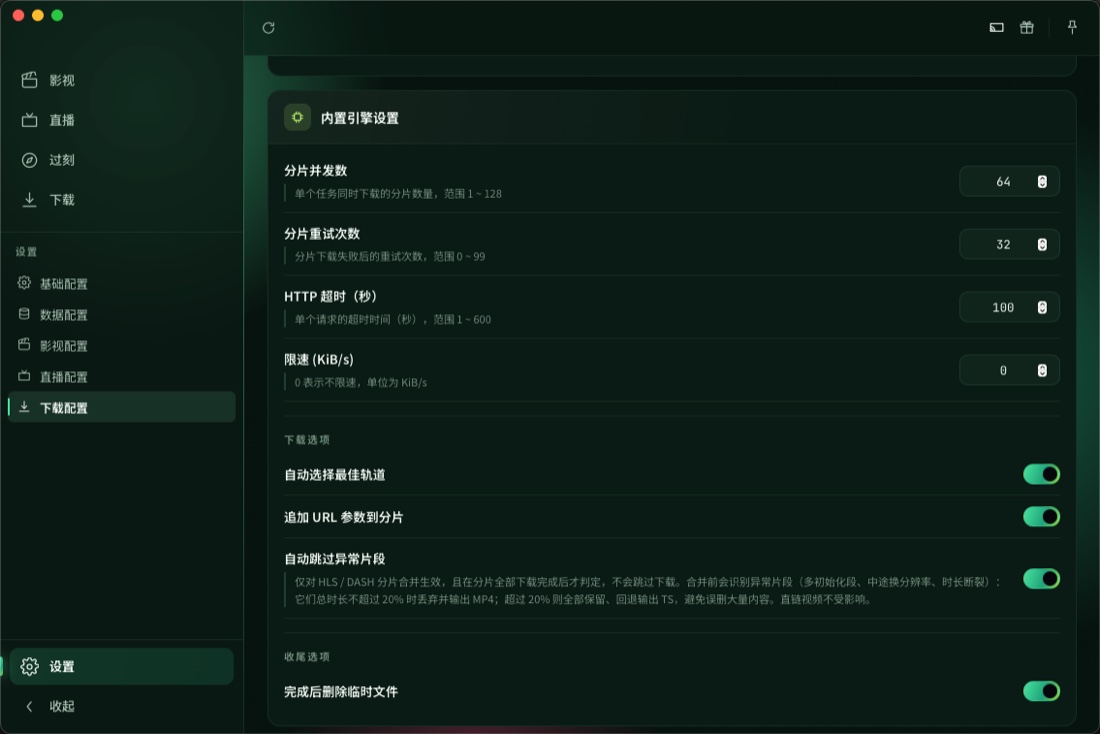 影视
直播
过刻
下载
设置
基础配置
数据配置
影视配置
直播配置
下载配置
设置
收起
内置引擎设置
分片并发数
单个任务同时下载的分片数量，范围 1 ~ 128
64
分片重试次数
分片下载失败后的重试次数，范围 0 ~ 99
32
HTTP 超时（秒）
单个请求的超时时间（秒），范围 1 ~ 600
100
限速 (KiB/s)
0 表示不限速，单位为 KiB/s
0
下载选项
自动选择最佳轨道
追加 URL 参数到分片
自动跳过异常片段
仅对 HLS / DASH 分片合并生效，且在分片全部下载完成后才判定，不会跳过下载。合并前会识别异常片段（多初始化段、中途换分辨率、时长断裂）：
它们总时长不超过 20% 时丢弃并输出 MP4；超过 20% 则全部保留、回退输出 TS，避免误删大量内容。直链视频不受影响。
收尾选项
完成后删除临时文件